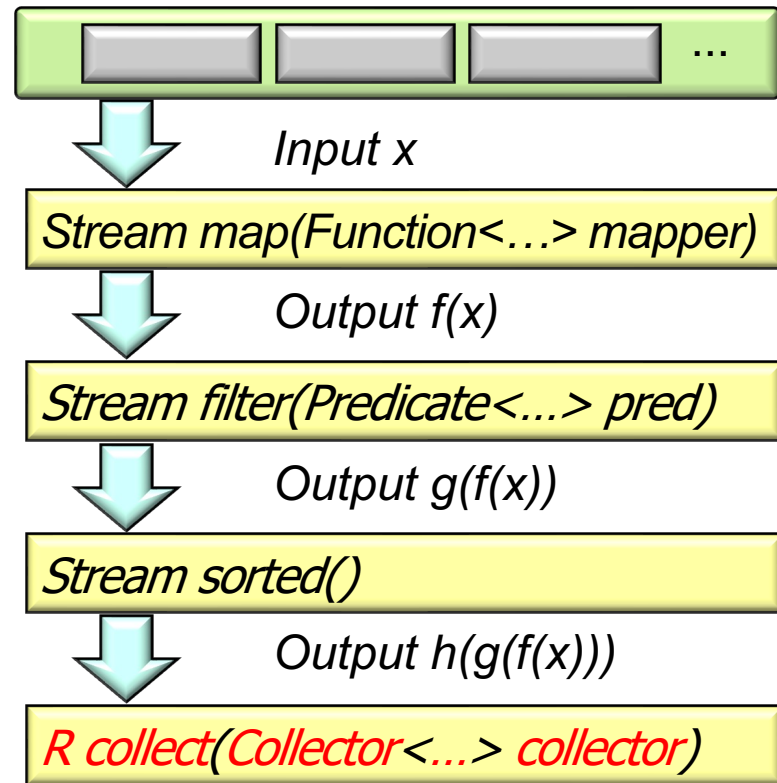 ...
Input x
Stream map(Function<...> mapper)
Output f(x)
Stream filter(Predicate<...> pred)
Output g(f(x))
Stream sorted()
Output h(g(f(x)))
R collect(Collector<...> collector)